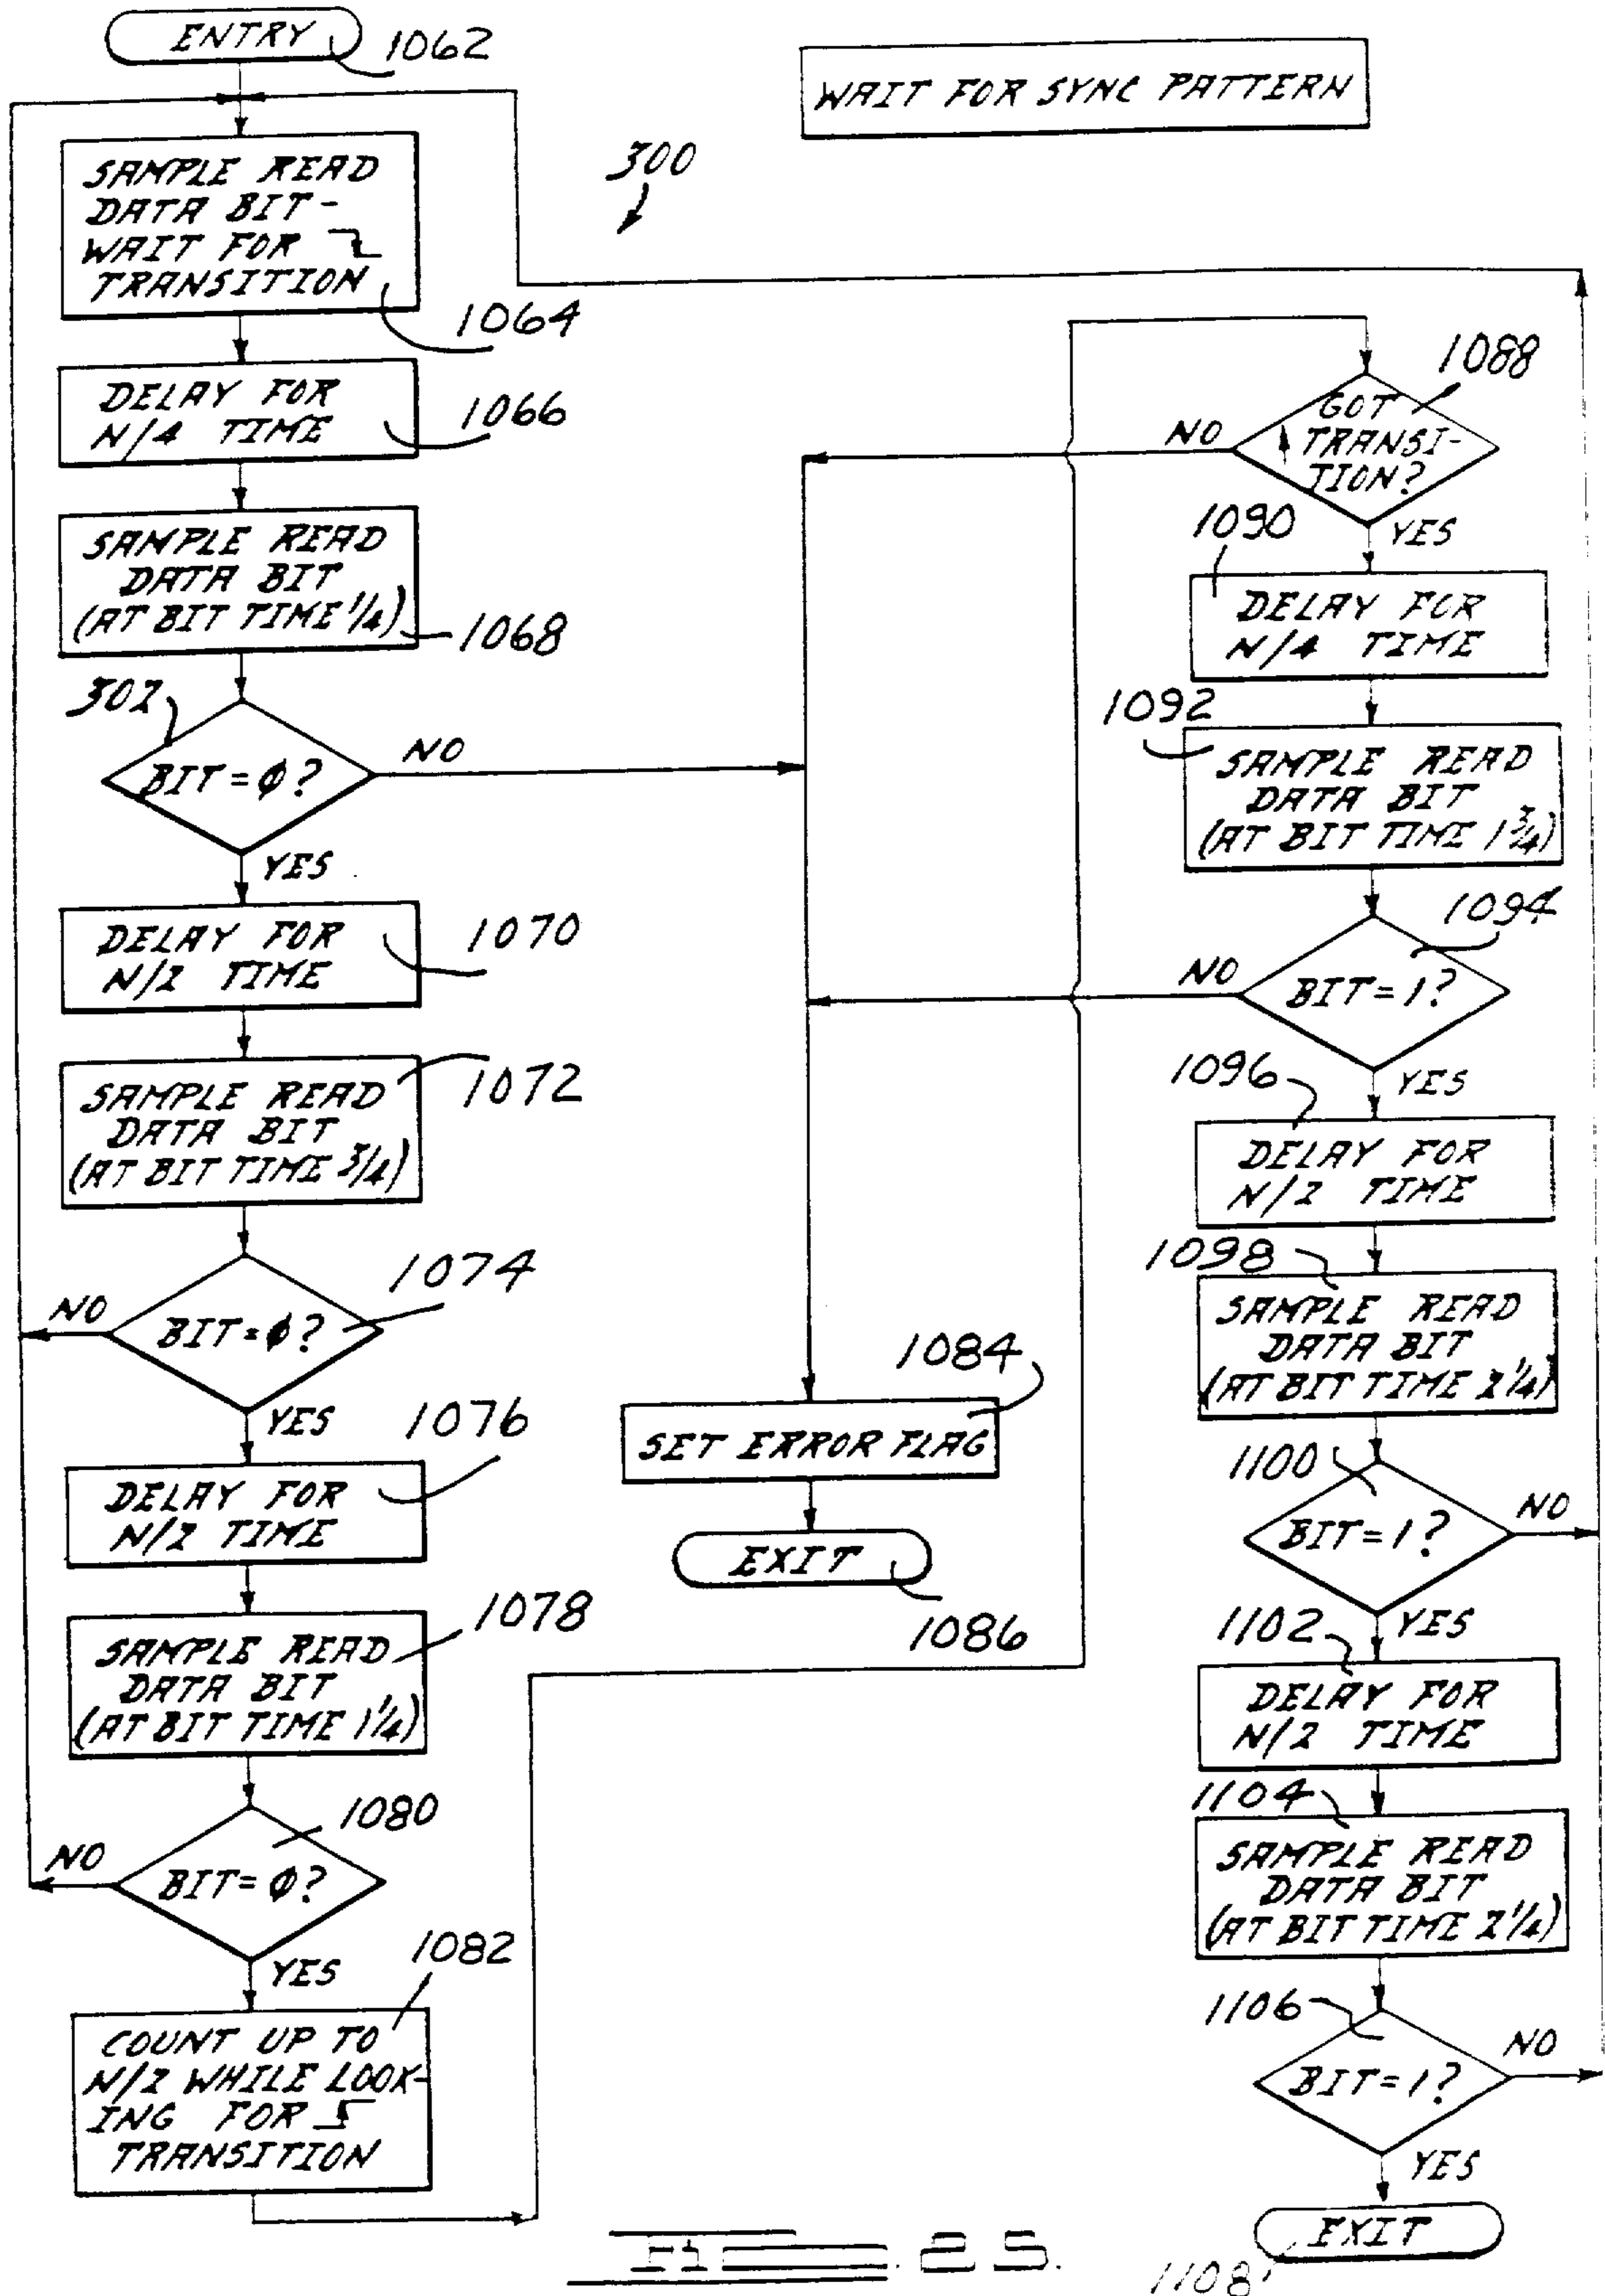 ENTRY
1062
WAIT FOR SYNC PATTERN
300
SAMPLE READ
DATA BIT-
WAIT FOR
TRANSITION
1064
DELAY FOR
N/4 TIME
1066
SAMPLE READ
DATA BIT
(AT BIT TIME 1/4)
1068
302
BIT = φ?
NO
YES
DELAY FOR
N/2 TIME
1070
SAMPLE READ
DATA BIT
(AT BIT TIME 3/4)
1072
BIT = φ?
1074
NO
YES
DELAY FOR
N/2 TIME
1076
SAMPLE READ
DATA BIT
(AT BIT TIME 1 1/4)
1078
BIT = φ?
1080
NO
YES
COUNT UP TO
N/2 WHILE LOOK-
ING FOR
TRANSITION
1082
SET ERROR FLAG
1084
EXIT
1086
GOT
TRANSI-
TION?
1088
NO
YES
1090
DELAY FOR
N/4 TIME
1092
SAMPLE READ
DATA BIT
(AT BIT TIME 1 3/4)
1094
BIT = 1?
NO
YES
1096
DELAY FOR
N/2 TIME
1098
SAMPLE READ
DATA BIT
(AT BIT TIME 2 1/4)
1100
BIT = 1?
NO
YES
1102
DELAY FOR
N/2 TIME
1104
SAMPLE READ
DATA BIT
(AT BIT TIME 2 1/4)
1106
BIT = 1?
NO
YES
EXIT
1108